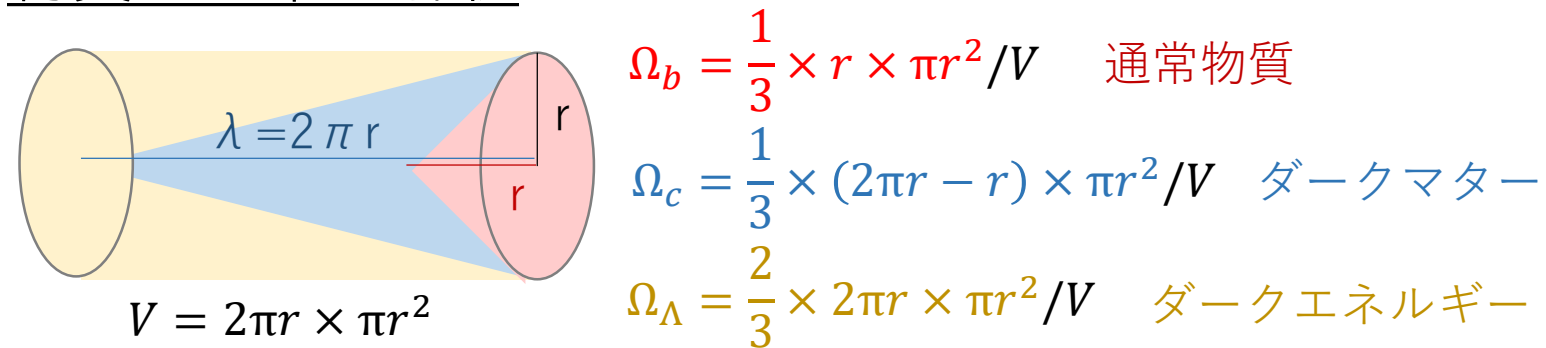 λ=2πr
r
r
V = 2πr × πr²
Ω_b = 1/3 × r × πr²/V 通常物質
Ω_c = 1/3 × (2πr − r) × πr²/V ダークマター
Ω_Λ = 2/3 × 2πr × πr²/V ダークエネルギー